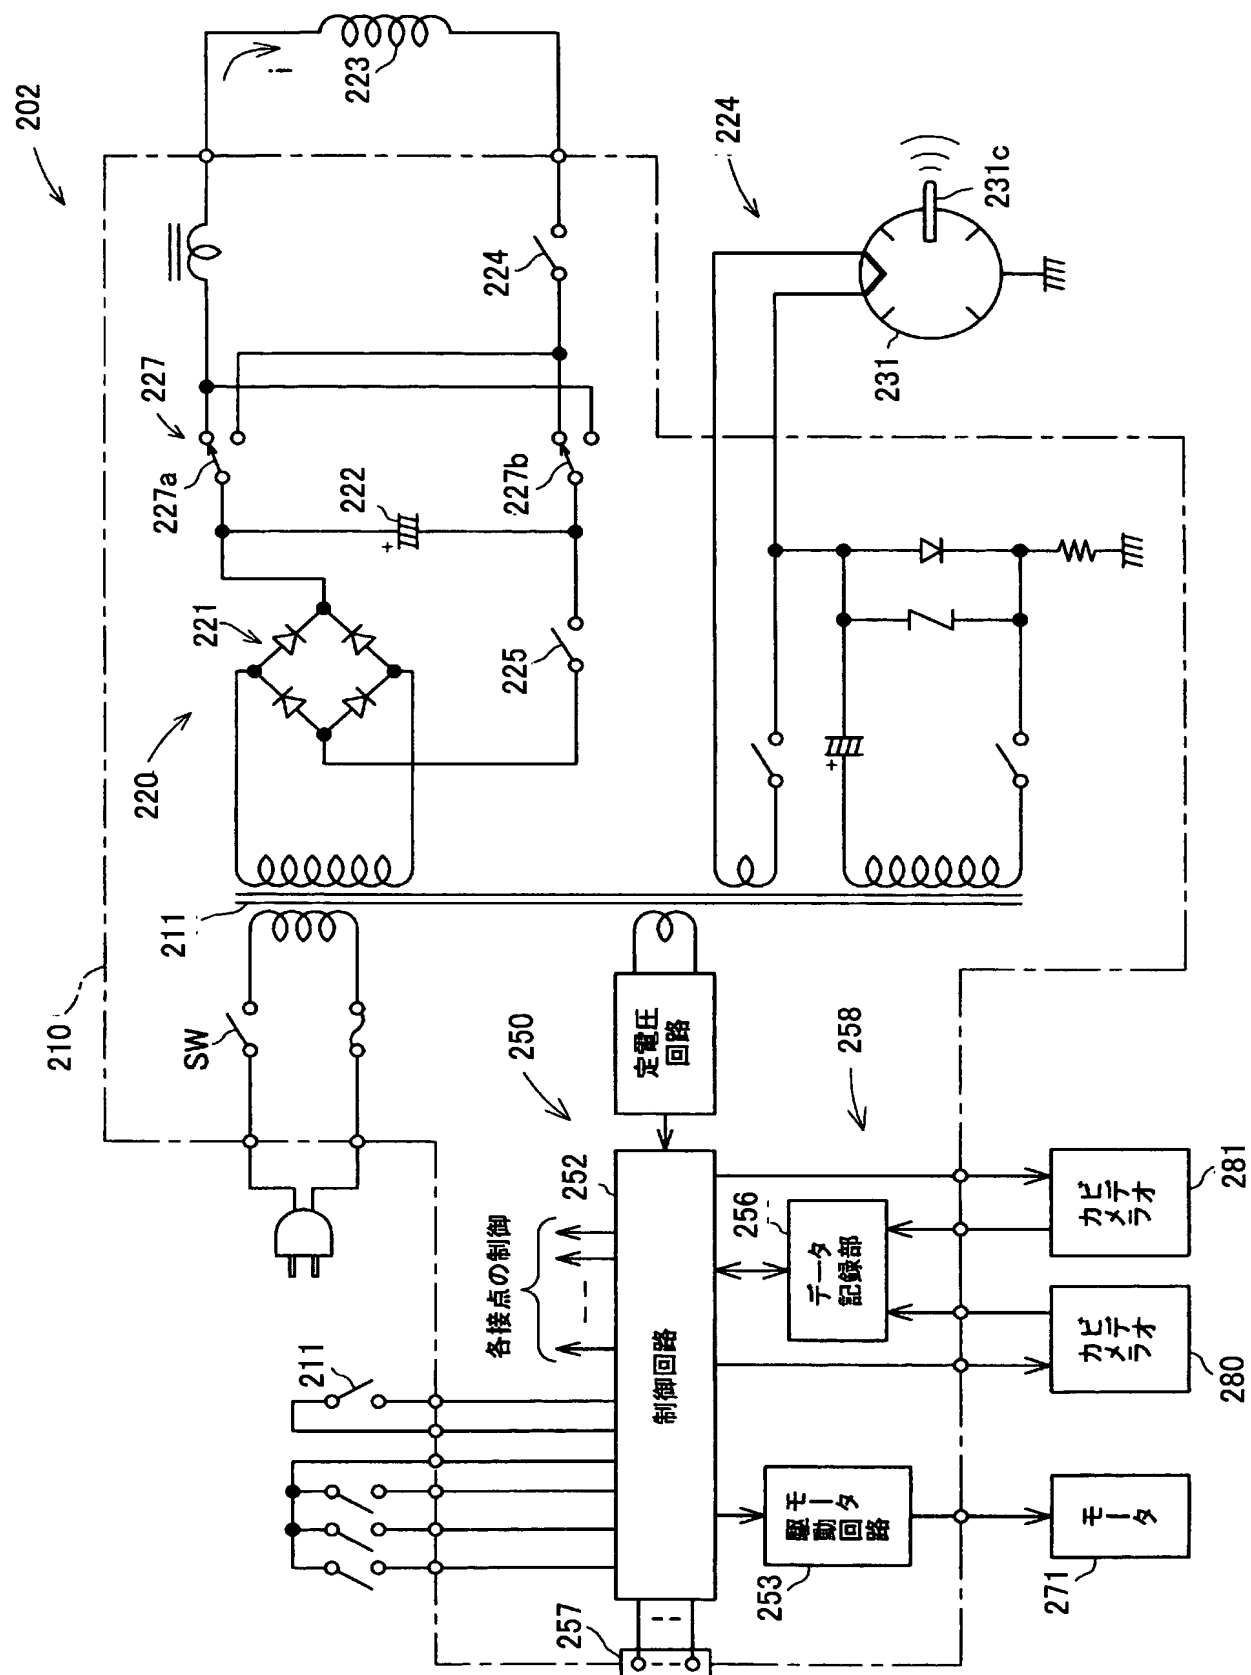 202
210
220
227
227a
211
SW
221
i
211
222
223
各接点の制御
224
225
227b
250
257
252
定電圧
回路
制御回路
256
224
253
モータ
駆動回路
データ
記録部
258
231
231c
モータ
ビデオ
カメラ
ビデオ
カメラ
271
280
281